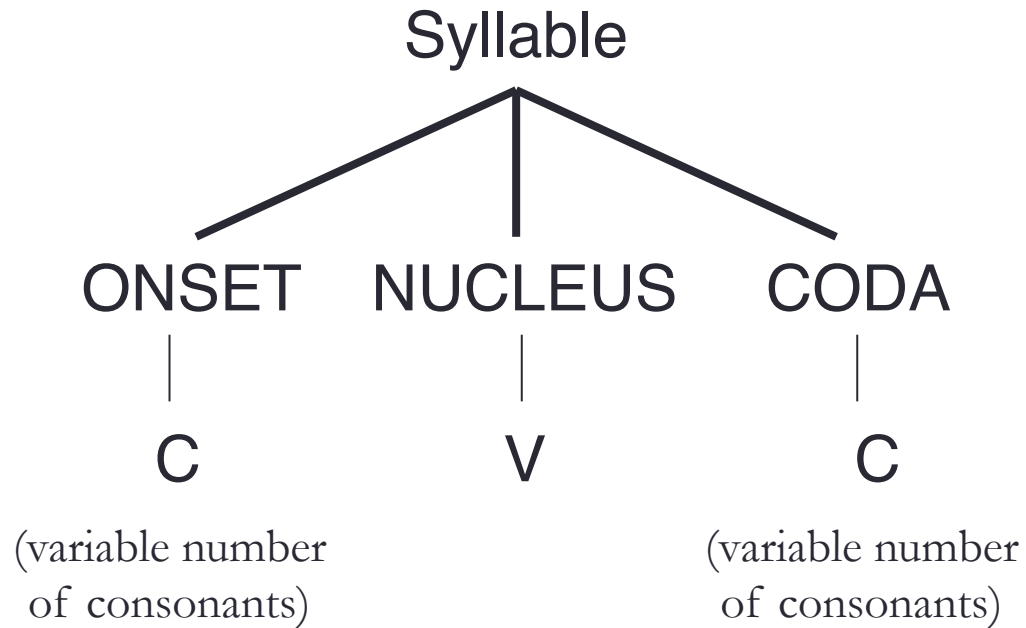 Syllable
ONSET NUCLEUS CODA
C V C
(variable number (variable number
of consonants) of consonants)